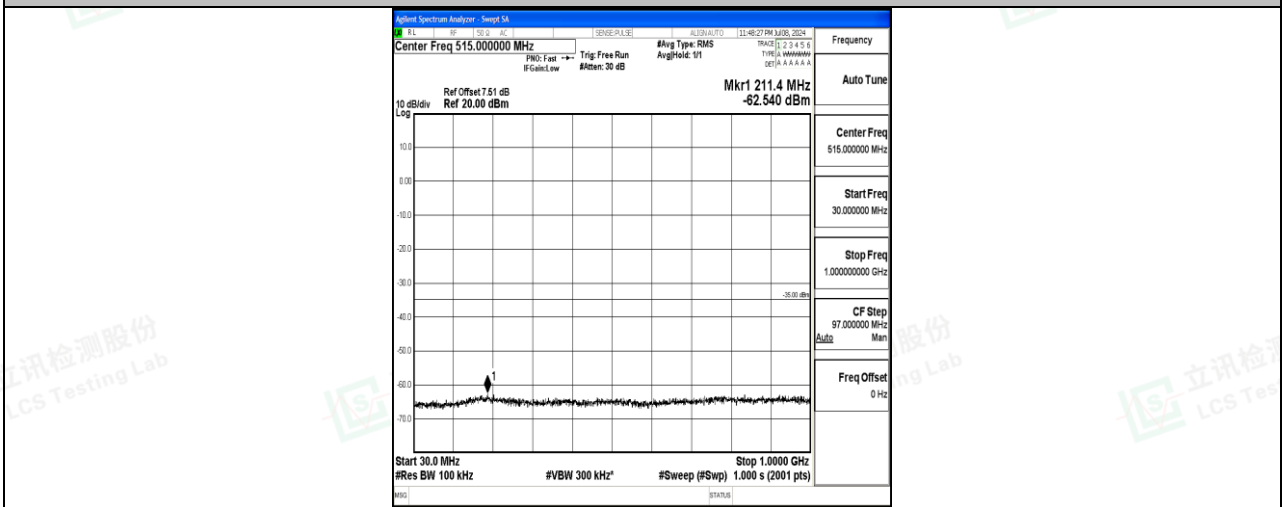 Agilent Spectrum Analyzer - Swept SA
RL RF 50 Ω AC SENSE:PULSE ALIGNAUTO 11:48:27 PM Jul 08, 2024
Center Freq 515.000000 MHz
PNO: Fast
IFGain:Low
Trig: Free Run
#Atten: 30 dB
#Avg Type: RMS
Avg|Hold: 1/1
TRACE 1 2 3 4 5 6
TYPE A WWWWW
DET A A A A A A
Frequency
Auto Tune
Mkr1 211.4 MHz
-62.540 dBm
Ref Offset 7.51 dB
10 dB/div Ref 20.00 dBm
Log
10.0
0.00
-10.0
-20.0
-30.0
-40.0
-50.0
-60.0
-70.0
-35.00 dBm
1
Center Freq
515.000000 MHz
Start Freq
30.000000 MHz
Stop Freq
1.000000000 GHz
CF Step
97.000000 MHz
Auto Man
Freq Offset
0 Hz
Start 30.0 MHz Stop 1.0000 GHz
#Res BW 100 kHz #VBW 300 kHz* #Sweep (#Swp) 1.000 s (2001 pts)
MSG STATUS
立讯检测股份
LCS Testing Lab